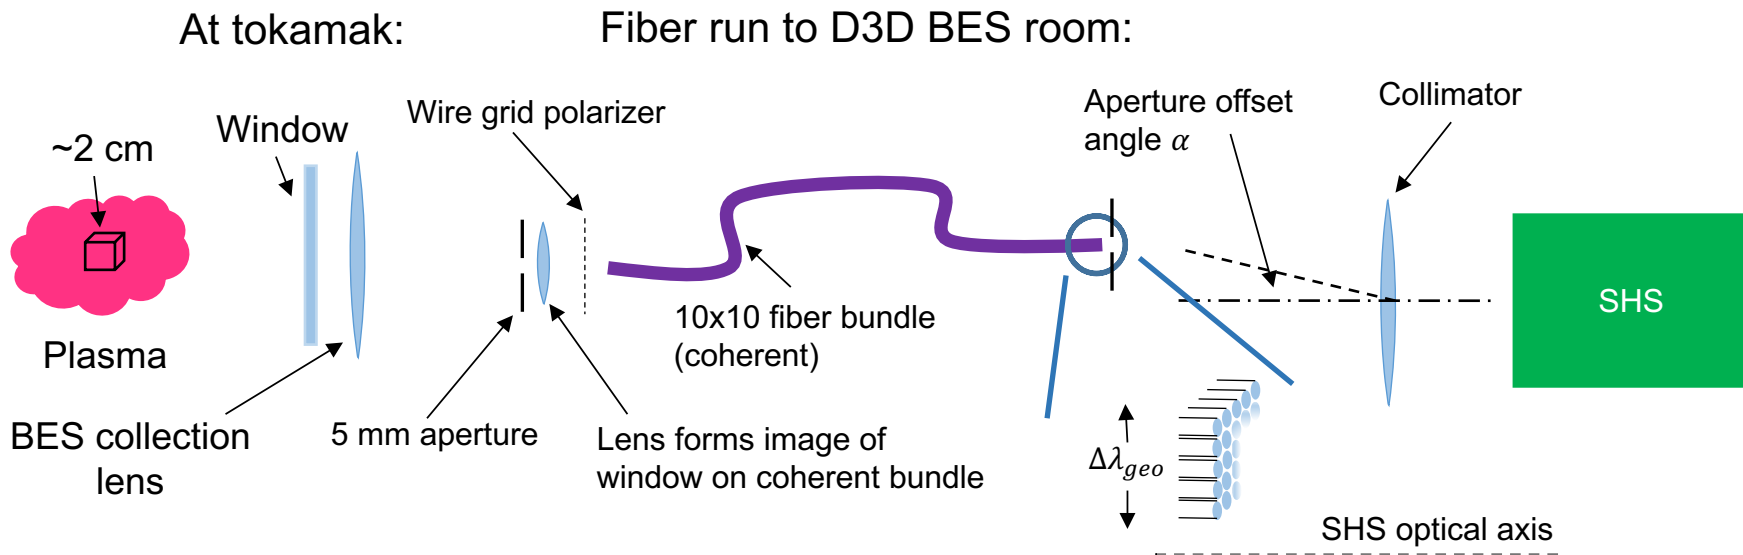 At tokamak:
Fiber run to D3D BES room:
~2 cm
Window
Wire grid polarizer
Aperture offset
angle α
Collimator
SHS
Plasma
10x10 fiber bundle
(coherent)
BES collection
lens
5 mm aperture
Lens forms image of
window on coherent bundle
Δλgeo
SHS optical axis